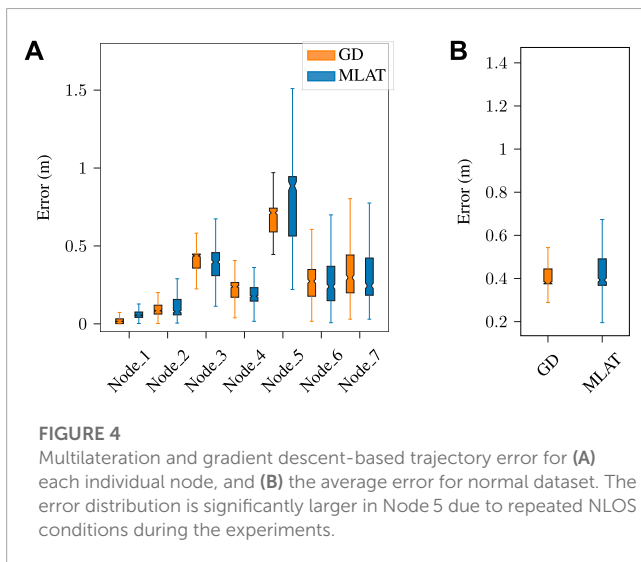 A
GD
MLAT
Error (m)
1.5
1
0.5
0
Node_1
Node_2
Node_3
Node_4
Node_5
Node_6
Node_7
B
Error (m)
1.4
1.2
1
0.8
0.6
0.4
0.2
GD
MLAT
FIGURE 4
Multilateration and gradient descent-based trajectory error for (A)
each individual node, and (B) the average error for normal dataset. The
error distribution is significantly larger in Node 5 due to repeated NLOS
conditions during the experiments.